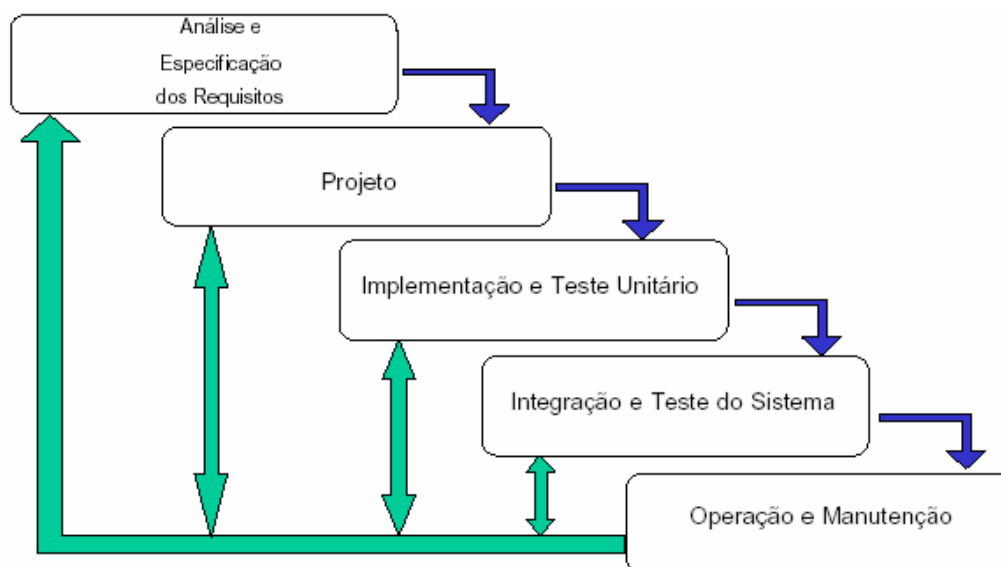 Análise e
Especificação
dos Requisitos
Projeto
Implementação e Teste Unitário
Integração e Teste do Sistema
Operação e Manutenção